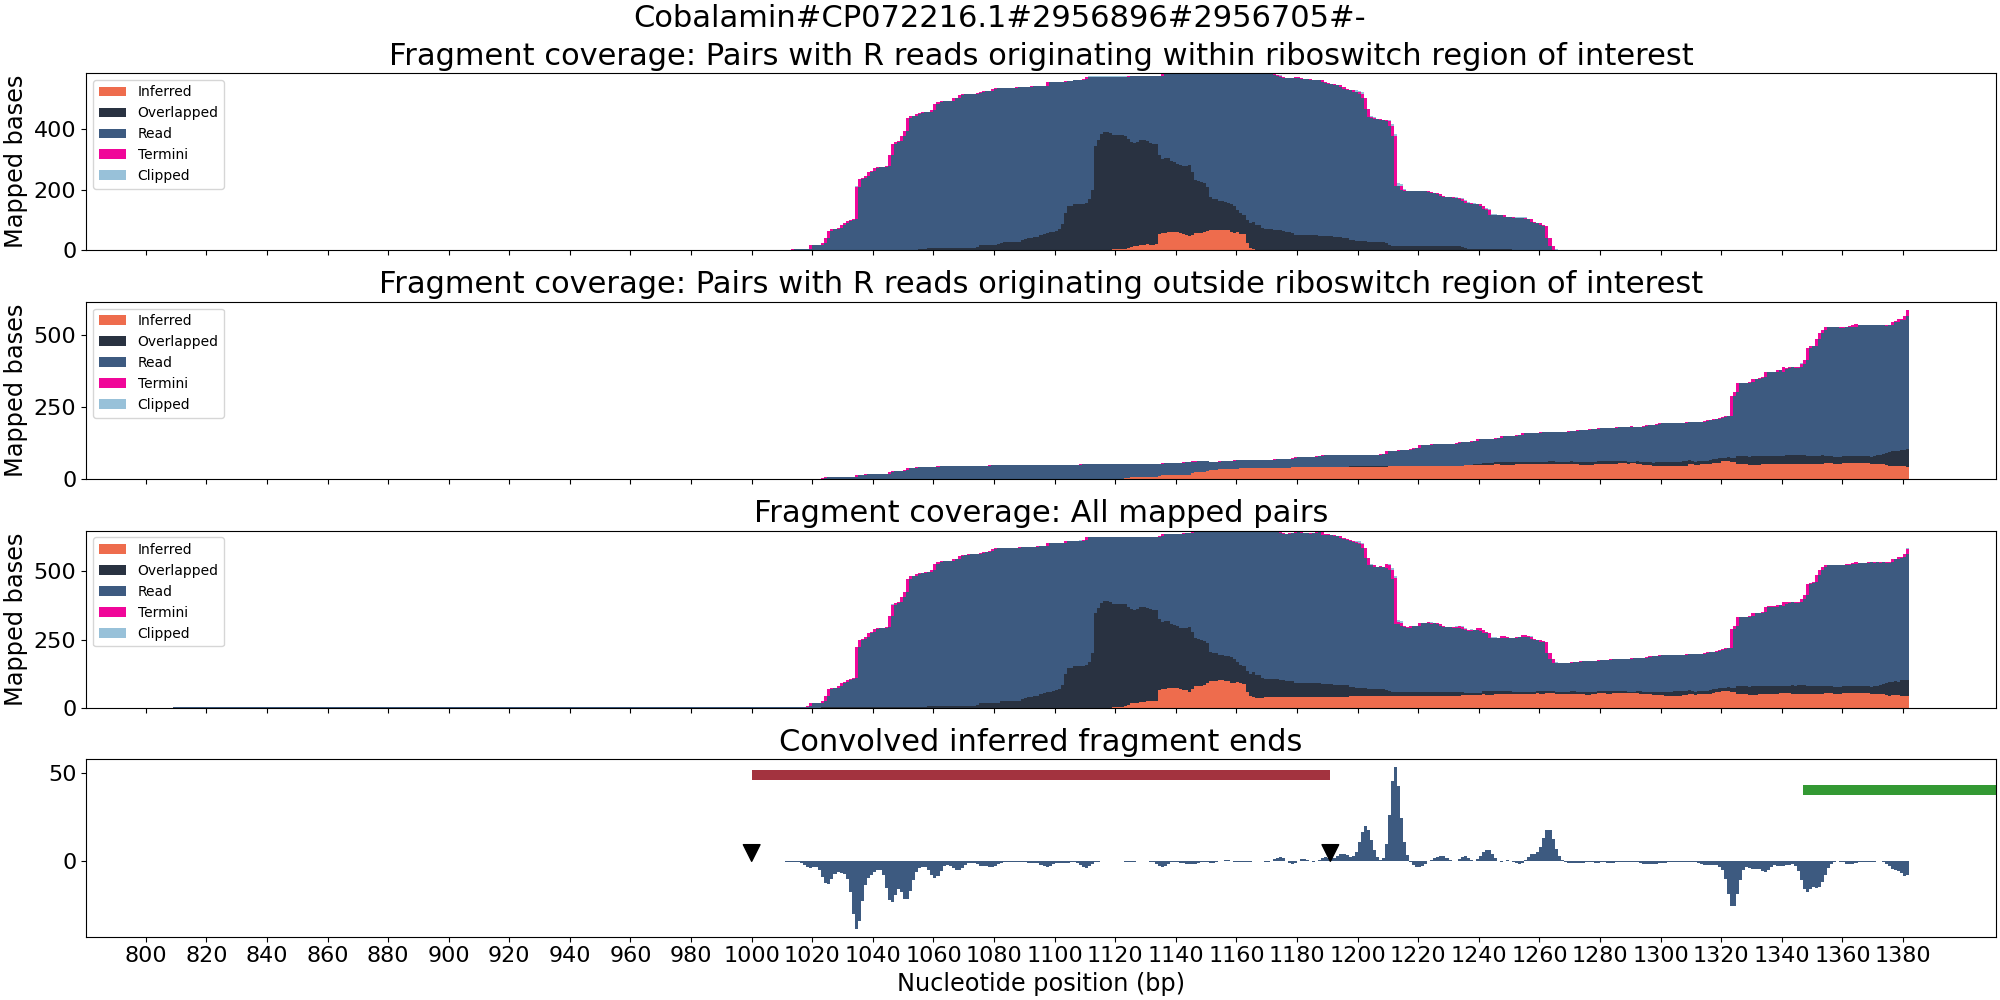 Cobalamin#CP072216.1#2956896#2956705#-
Fragment coverage: Pairs with R reads originating within riboswitch region of interest
Mapped bases
400
200
0
Inferred
Overlapped
Read
Termini
Clipped
Fragment coverage: Pairs with R reads originating outside riboswitch region of interest
Mapped bases
500
250
0
Inferred
Overlapped
Read
Termini
Clipped
Fragment coverage: All mapped pairs
Mapped bases
500
250
0
Inferred
Overlapped
Read
Termini
Clipped
Convolved inferred fragment ends
50
0
800 820 840 860 880 900 920 940 960 980 1000 1020 1040 1060 1080 1100 1120 1140 1160 1180 1200 1220 1240 1260 1280 1300 1320 1340 1360 1380
Nucleotide position (bp)